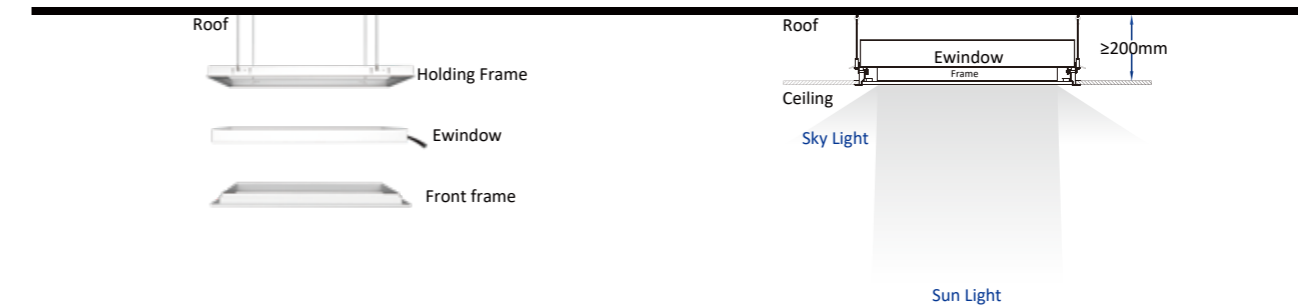 Roof
Holding Frame
Ewindow
Front frame
Roof
Ewindow
Frame
≥200mm
Ceiling
Sky Light
Sun Light